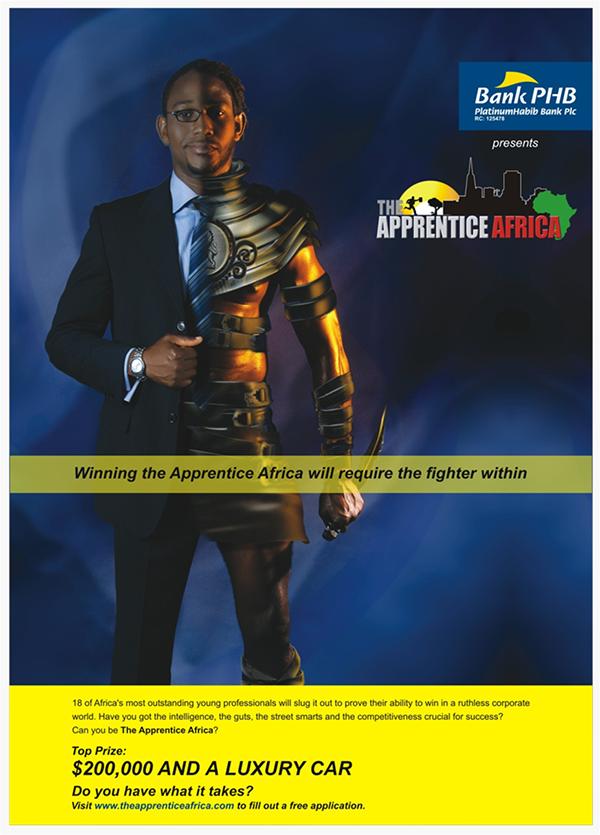 Bank PHB
PlatinumHabib Bank Plc
RC: 125478
presents
THE
APPRENTICE AFRICA
Winning the Apprentice Africa will require the fighter within
18 of Africa's most outstanding young professionals will slug it out to prove their ability to win in a ruthless corporate
world. Have you got the intelligence, the guts, the street smarts and the competitiveness crucial for success?
Can you be The Apprentice Africa?
Top Prize:
$200,000 AND A LUXURY CAR
Do you have what it takes?
Visit www.theapprenticeafrica.com to fill out a free application.